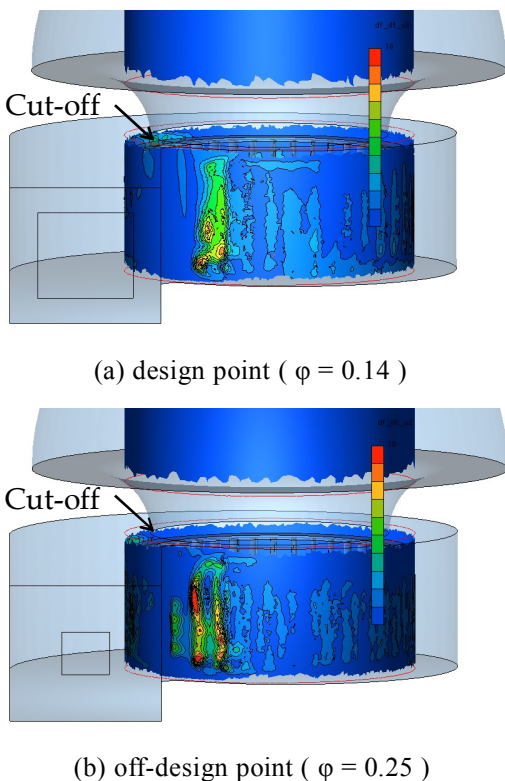 Cut-off
(a) design point ( φ = 0.14 )
Cut-off
(b) off-design point ( φ = 0.25 )